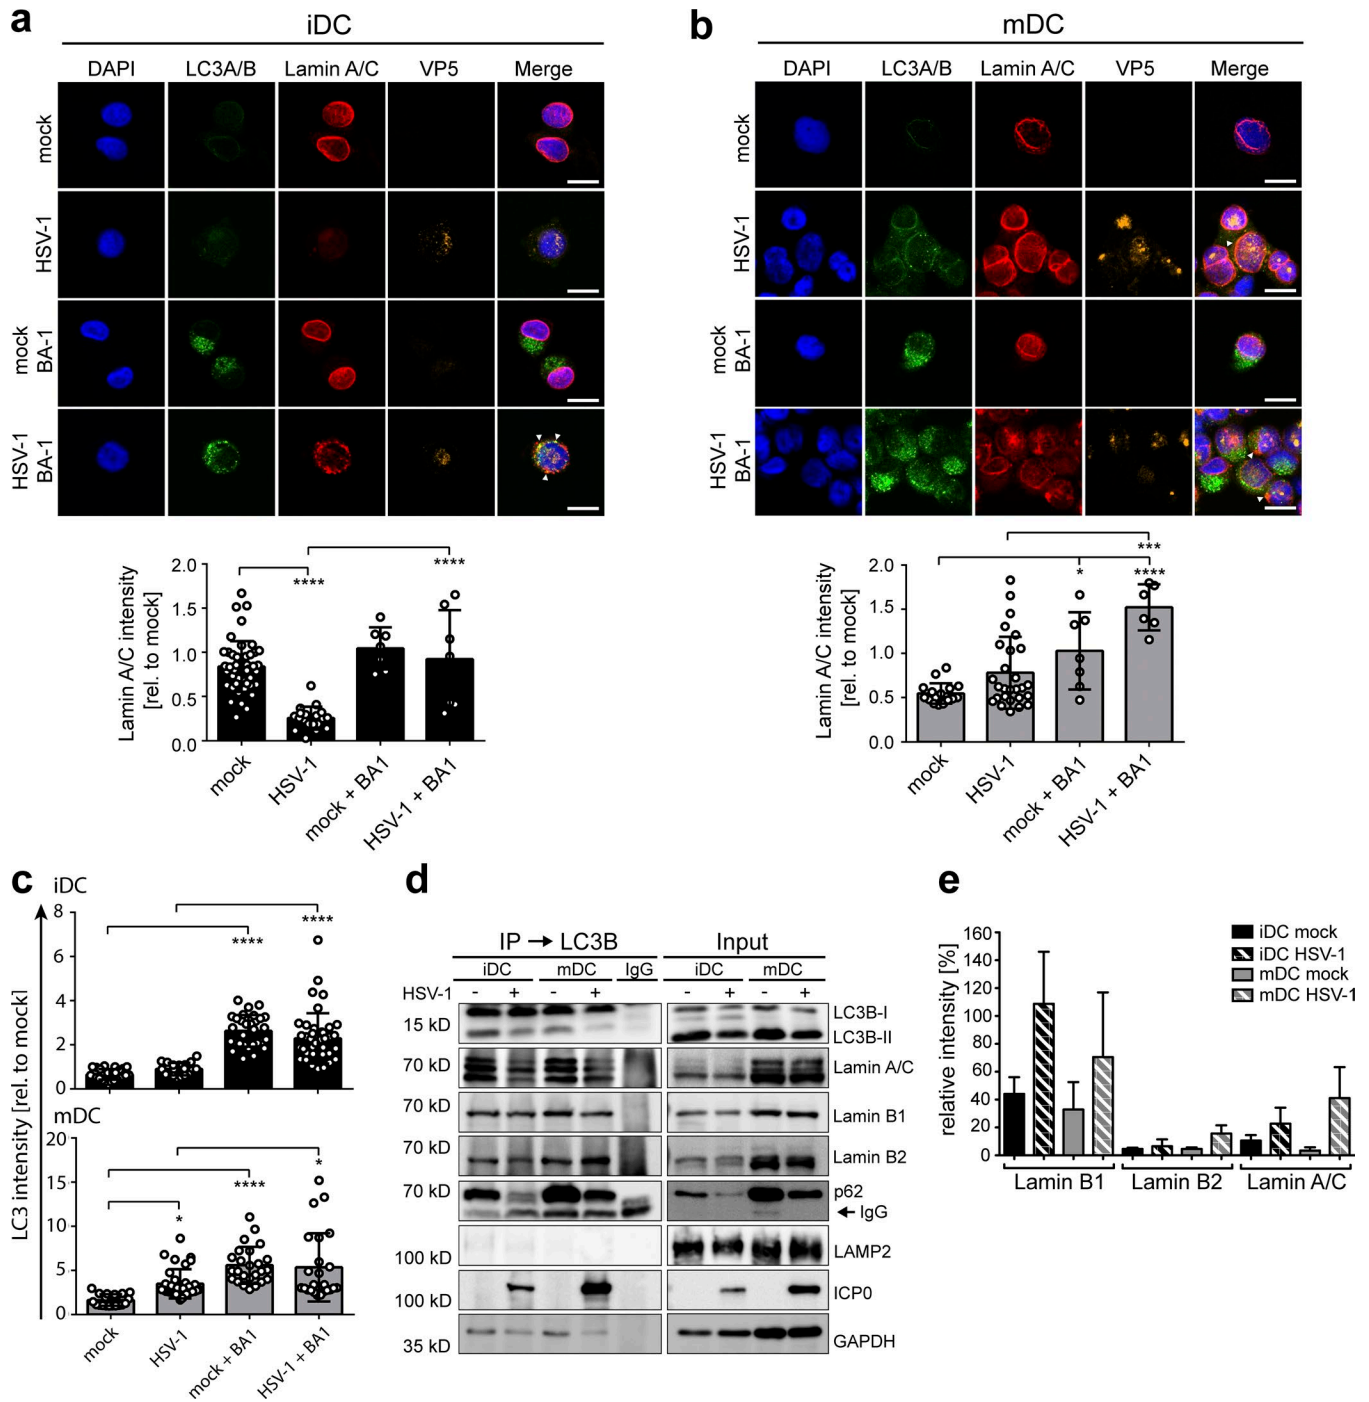 a
iDC
DAPI LC3A/B Lamin A/C VP5 Merge
mock
HSV-1
mock
BA-1
HSV-1
BA-1
Lamin A/C intensity
[rel. to mock]
2.0
1.5
1.0
0.5
0.0
****
****
mock
HSV-1
mock + BA1
HSV-1 + BA1
b
mDC
DAPI LC3A/B Lamin A/C VP5 Merge
mock
HSV-1
mock
BA-1
HSV-1
BA-1
Lamin A/C intensity
[rel. to mock]
2.0
1.5
1.0
0.5
0.0
***
* ****
mock
HSV-1
mock + BA1
HSV-1 + BA1
c
iDC
LC3 intensity [rel. to mock]
8
6
4
2
0
****
****
mDC
20
15
10
5
0
*
****
*
mock
HSV-1
mock + BA1
HSV-1 + BA1
d
IP → LC3B Input
iDC mDC IgG iDC mDC
HSV-1 - + - + - + - +
LC3B-I
15 kD
LC3B-II
70 kD Lamin A/C
70 kD Lamin B1
70 kD Lamin B2
70 kD p62
← IgG
100 kD LAMP2
100 kD ICP0
35 kD GAPDH
e
iDC mock
iDC HSV-1
mDC mock
mDC HSV-1
relative intensity [%]
160
140
120
100
80
60
40
20
0
Lamin B1 Lamin B2 Lamin A/C